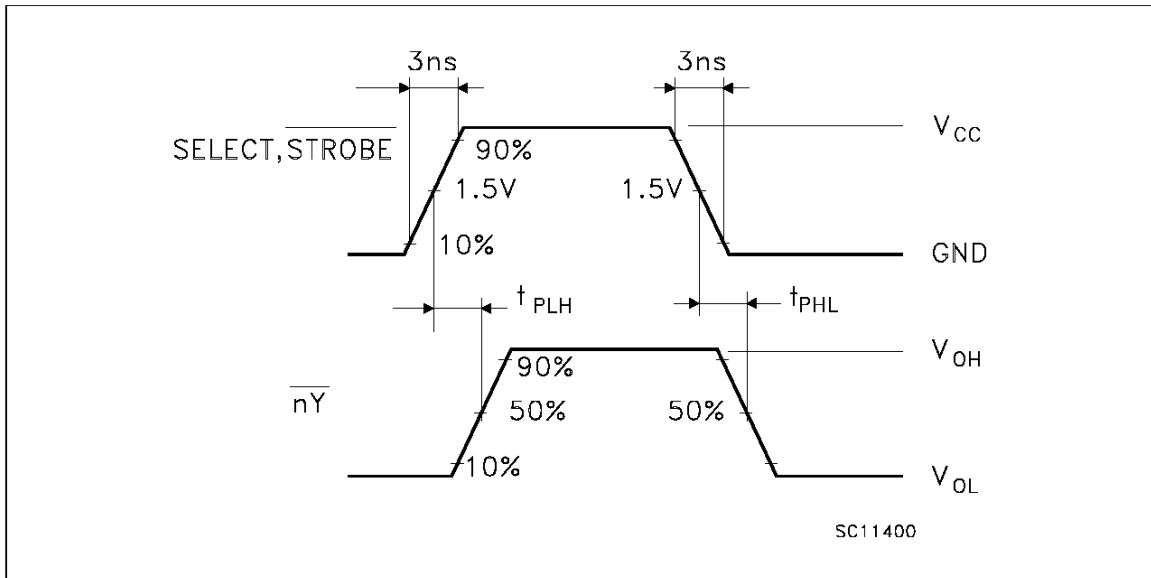 3ns 3ns
SELECT, STROBE
VCC
90%
1.5V 1.5V
10%
GND
tPLH tPHL
VOH
90%
nY
50% 50%
10%
VOL
SC11400